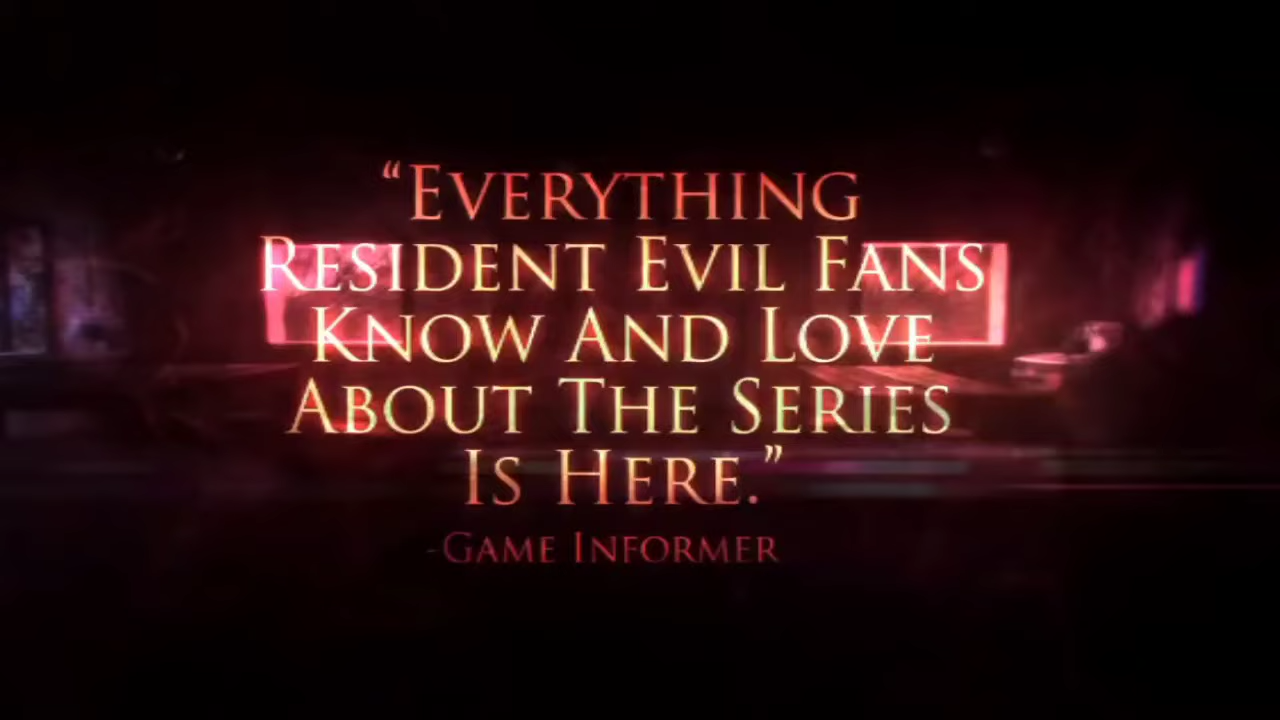 “Everything
Resident Evil Fans
Know And Love
About The Series
Is Here.”
-Game Informer